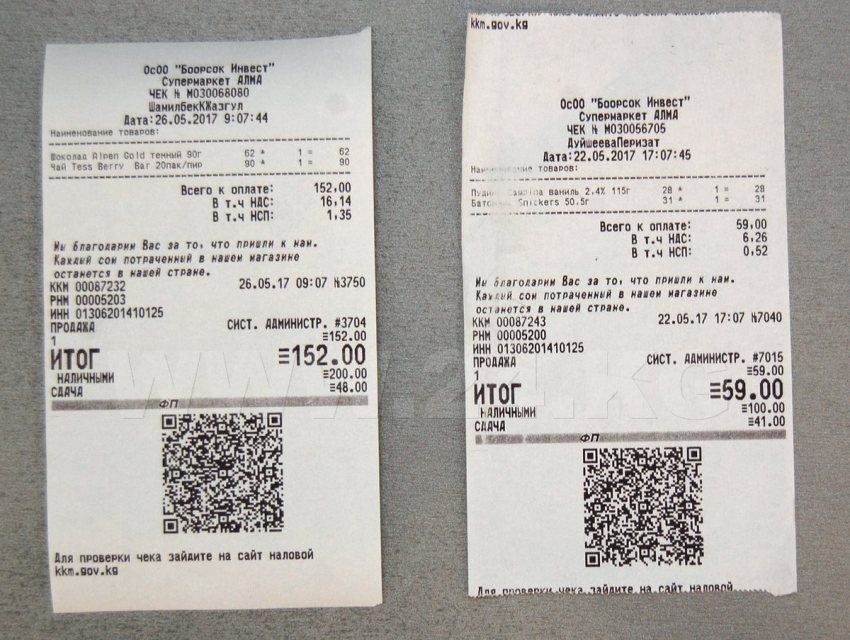 ОсОО "Боорсок Инвест"
Супермаркет АЛМА
ЧЕК № М030068080
ШамилбекКЖазгул
Дата:26.05.2017 9:07:44
Наименование товаров:
Шоколад Alpen Gold темный 90г 62 * 1 = 62
Чай Tess Berry Bar 20пак/пир 90 * 1 = 90
Всего к оплате: 152,00
В т.ч НДС: 16,14
В т.ч НСП: 1,35
Мы благодарим Вас за то, что пришли к нам.
Каждый сом потраченный в нашем магазине
останется в нашей стране.
ККМ 00087232 26.05.17 09:07 №3750
РНМ 00005203
ИНН 01306201410125
ПРОДАЖА СИСТ. АДМИНИСТР. #3704
1 ≡152.00
ИТОГ ≡152.00
НАЛИЧНЫМИ ≡200.00
СДАЧА ≡48.00
ФП
Для проверки чека зайдите на сайт наловой
kkm.gov.kg
kkm.gov.kg
ОсОО "Боорсок Инвест"
Супермаркет АЛМА
ЧЕК № М030056705
ДуйшееваПеризат
Дата:22.05.2017 17:07:45
товаров:
ваниль 2.4% 115г 28 * 1 = 28
Snickers 50.5г 31 * 1 = 31
Всего к оплате: 59,00
В т.ч НДС: 6,26
В т.ч НСП: 0,52
Мы благодарим Вас за то, что пришли к нам.
Каждый сом потраченный в нашем магазине
останется в нашей стране.
ККМ 00087243 22.05.17 17:07 №7040
РНМ 00005200
ИНН 01306201410125
ПРОДАЖА СИСТ. АДМИНИСТР. #7015
1 ≡59.00
ИТОГ ≡59.00
НАЛИЧНЫМИ ≡100.00
СДАЧА ≡41.00
ФП
Для проверки чека зайдите на сайт наловой
www.24.kg